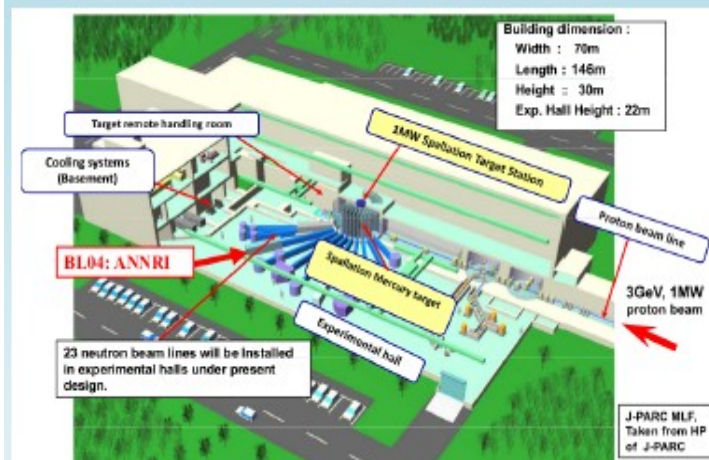 Building dimension :
Width : 70m
Length : 146m
Height : 30m
Exp. Hall Height : 22m
Target remote handling room
1MW Spallation Target Station
Cooling systems
(Basement)
Proton beam line
BL04: ANNRI
Spallation Mercury target
3GeV, 1MW
proton beam
Experimental hall
23 neutron beam lines will be Installed
in experimental halls under present
design.
J-PARC MLF,
Taken from HP
of J-PARC